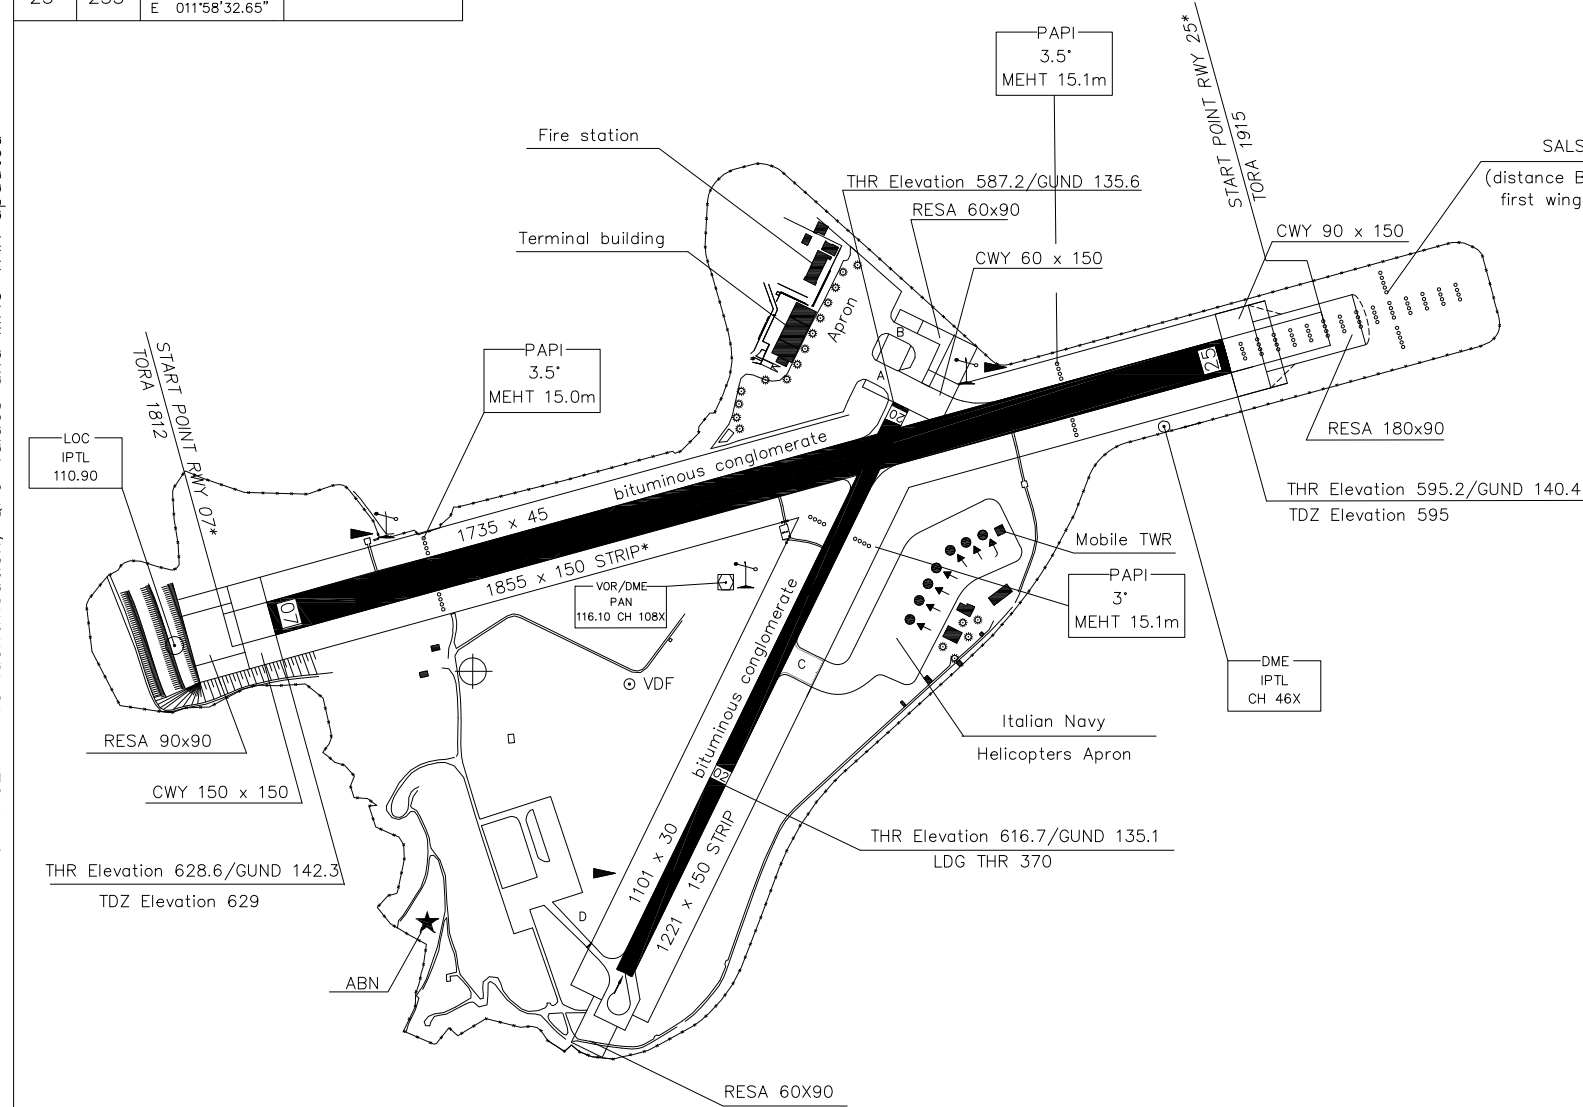 25
255
E 011°58'32.65"
PAPI
3.5°
MEHT 15.1m
START POINT RWY 25*
TORA 1915
SALS
(distance B
first wing
Fire station
THR Elevation 587.2/GUND 135.6
RESA 60x90
Terminal building
CWY 90 x 150
CWY 60 x 150
Apron
B
A
START POINT RWY 07*
TORA 1812
PAPI
3.5°
MEHT 15.0m
25
20
RESA 180x90
LOC
IPTL
110.90
bituminous conglomerate
THR Elevation 595.2/GUND 140.4
TDZ Elevation 595
1735 x 45
Mobile TWR
1855 x 150 STRIP*
VOR/DME
PAN
116.10 CH 108X
PAPI
3°
MEHT 15.1m
07
bituminous conglomerate
C
VDF
DME
IPTL
CH 46X
Italian Navy
Helicopters Apron
RESA 90x90
02
CWY 150 x 150
THR Elevation 616.7/GUND 135.1
LDG THR 370
1101 x 30
1221 x 150 STRIP
THR Elevation 628.6/GUND 142.3
TDZ Elevation 629
D
ABN
RESA 60X90